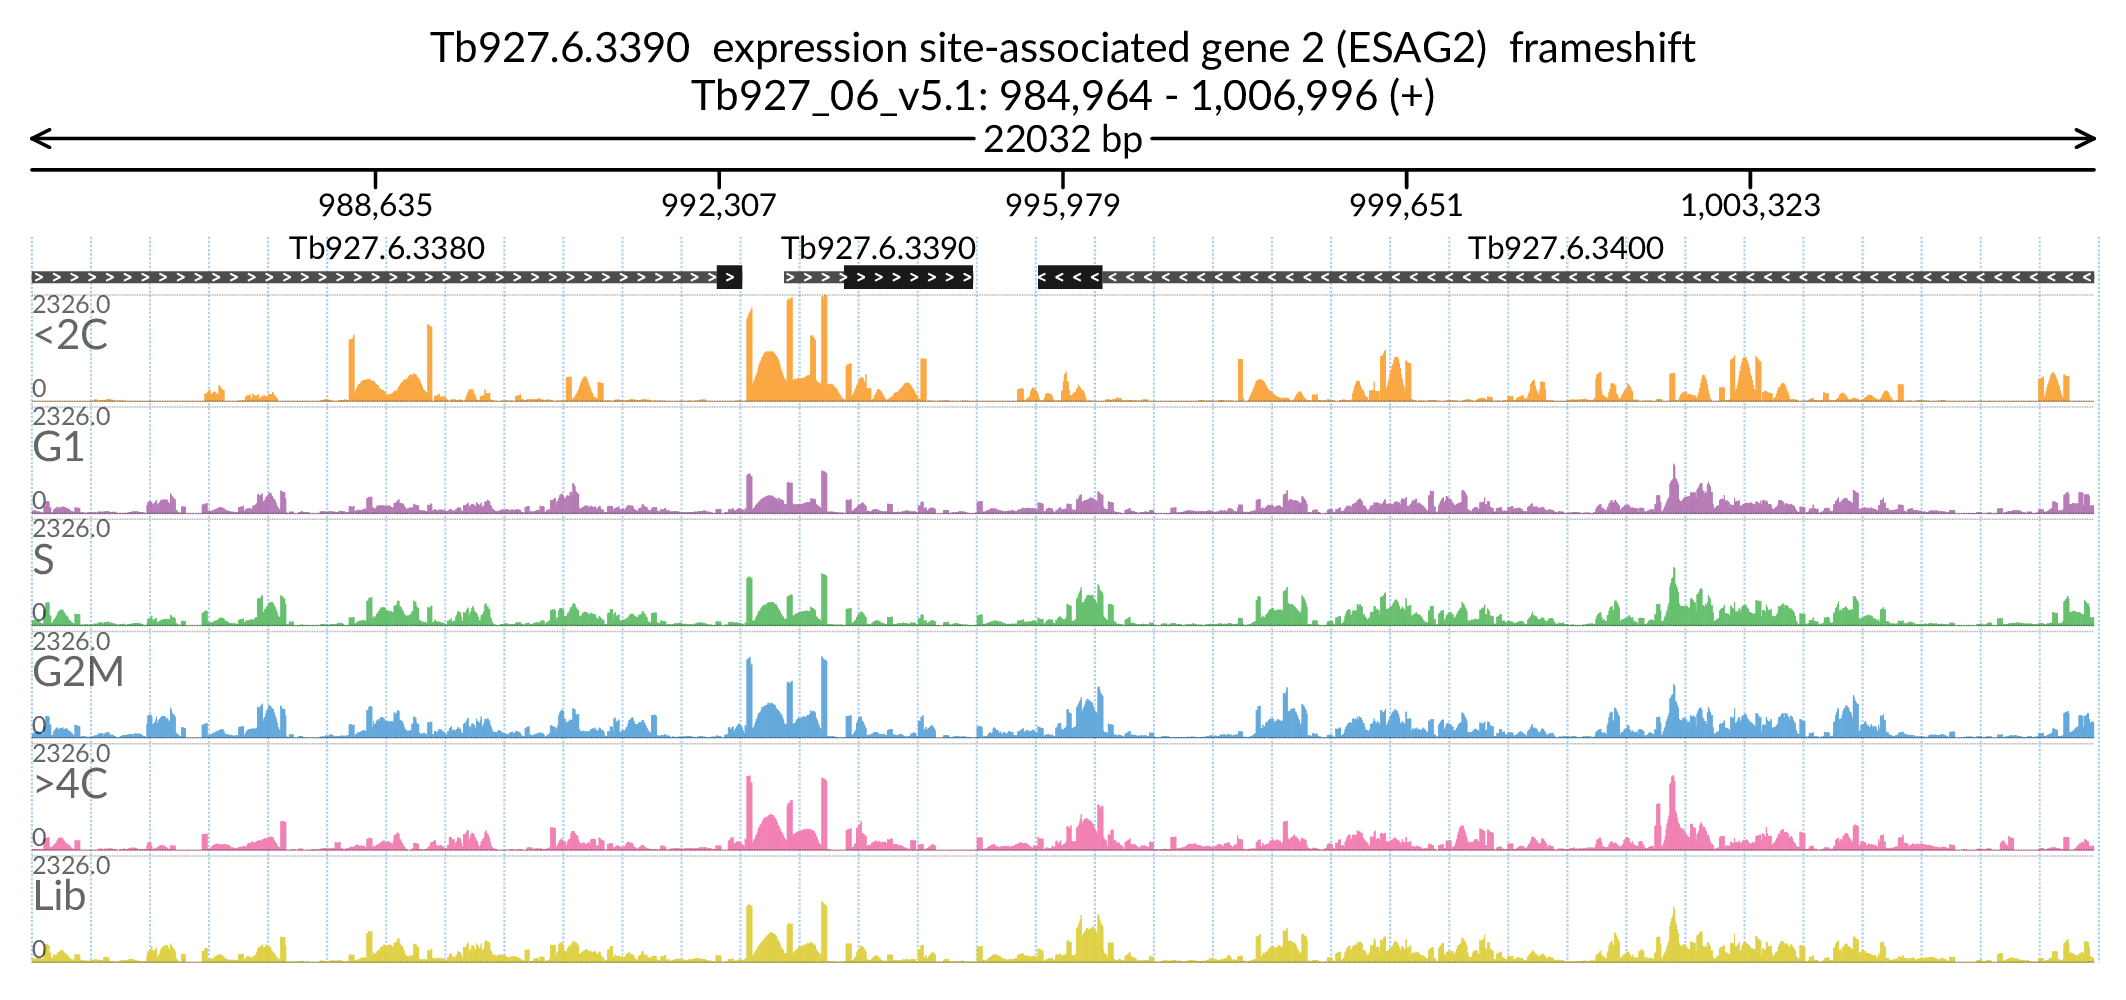 Tb927.6.3390  expression site-associated gene 2 (ESAG2)  frameshift
Tb927_06_v5.1: 984,964 - 1,006,996 (+)
22032 bp
988,635 992,307 995,979 999,651 1,003,323
Tb927.6.3380 Tb927.6.3390 Tb927.6.3400
2326.0
<2C
0
2326.0
G1
0
2326.0
S
0
2326.0
G2M
0
2326.0
>4C
0
2326.0
Lib
0